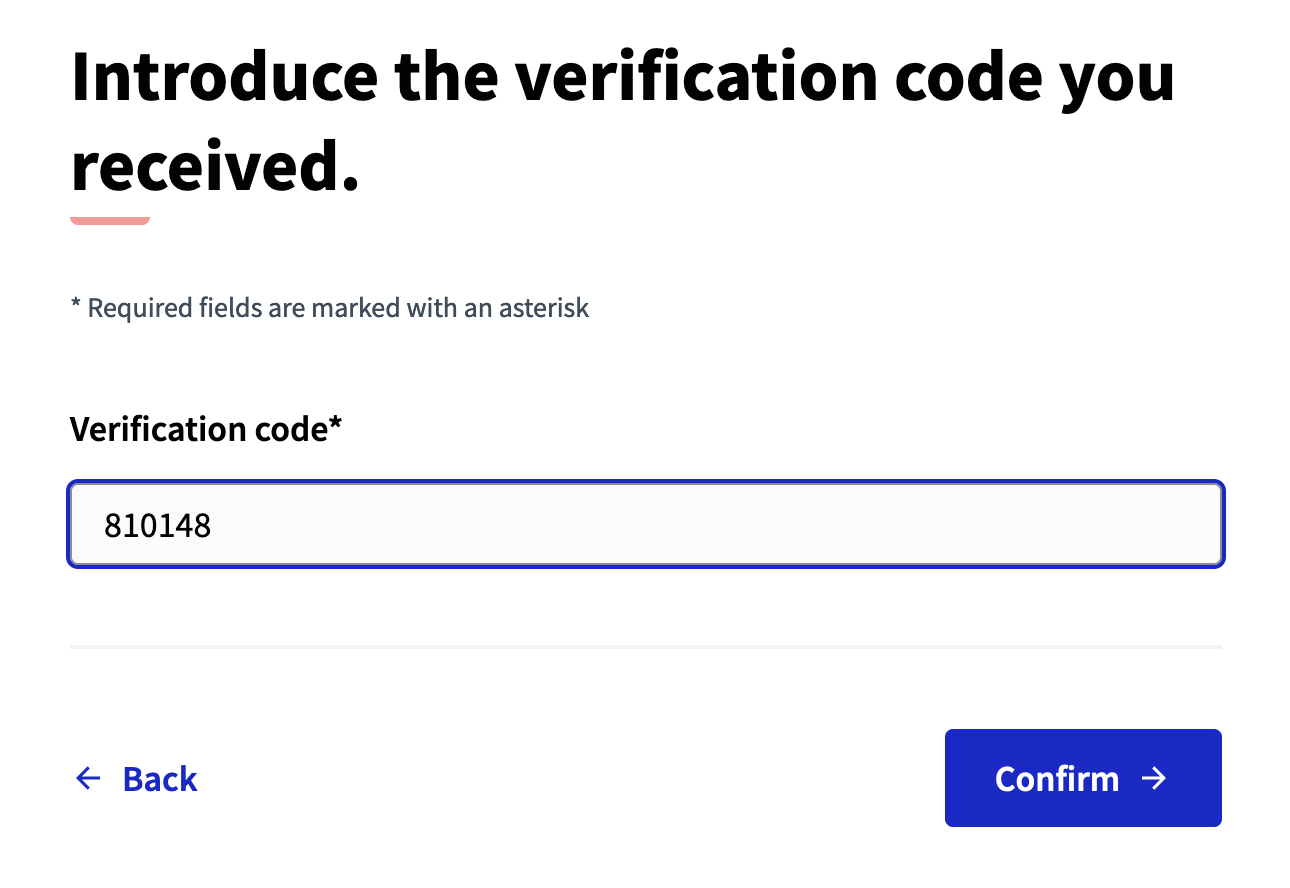 Introduce the verification code you
received.
* Required fields are marked with an asterisk
Verification code*
810148
← Back
Confirm →